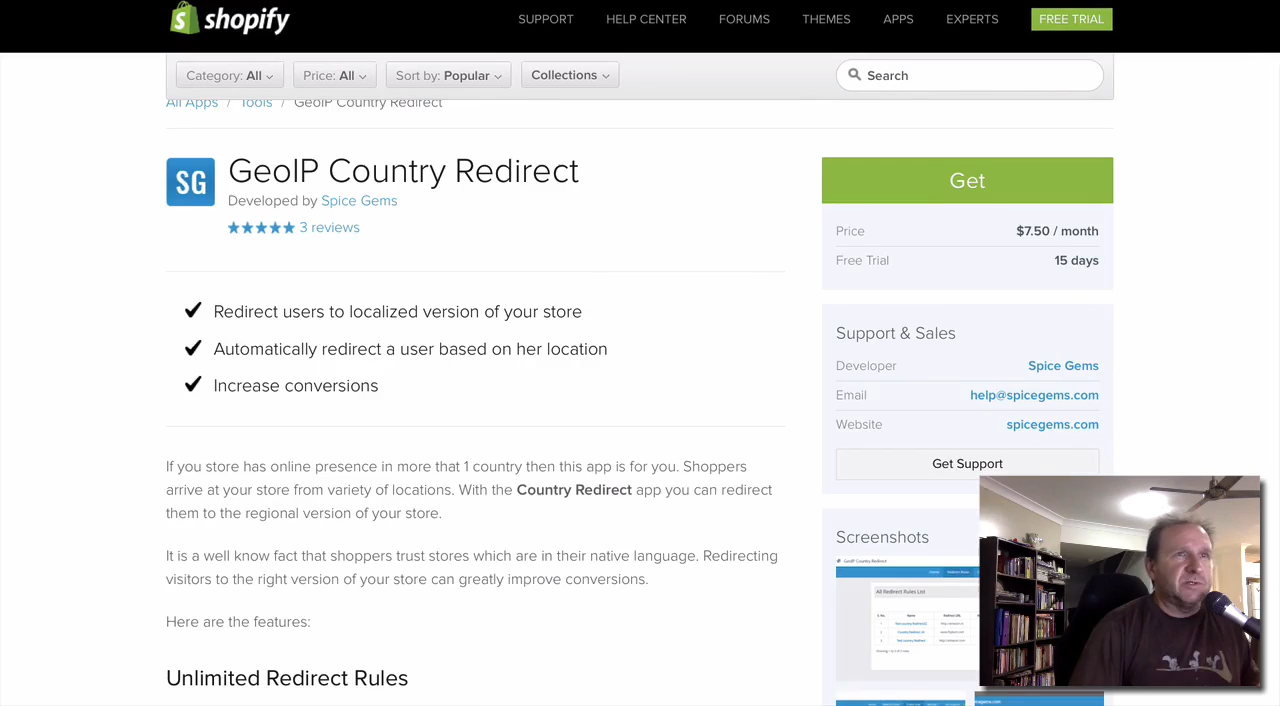 shopify
SUPPORT HELP CENTER FORUMS THEMES APPS EXPERTS FREE TRIAL
Category: All Price: All Sort by: Popular Collections Search
All Apps / Tools / GeoIP Country Redirect
SG
GeoIP Country Redirect
Developed by Spice Gems
3 reviews
Redirect users to localized version of your store
Automatically redirect a user based on her location
Increase conversions
If you store has online presence in more that 1 country then this app is for you. Shoppers
arrive at your store from variety of locations. With the Country Redirect app you can redirect
them to the regional version of your store.
It is a well know fact that shoppers trust stores which are in their native language. Redirecting
visitors to the right version of your store can greatly improve conversions.
Here are the features:
Unlimited Redirect Rules
Get
Price $7.50 / month
Free Trial 15 days
Support & Sales
Developer Spice Gems
Email help@spicegems.com
Website spicegems.com
Get Support
Screenshots
GeoIP Country Redirect
All Redirect Rules List